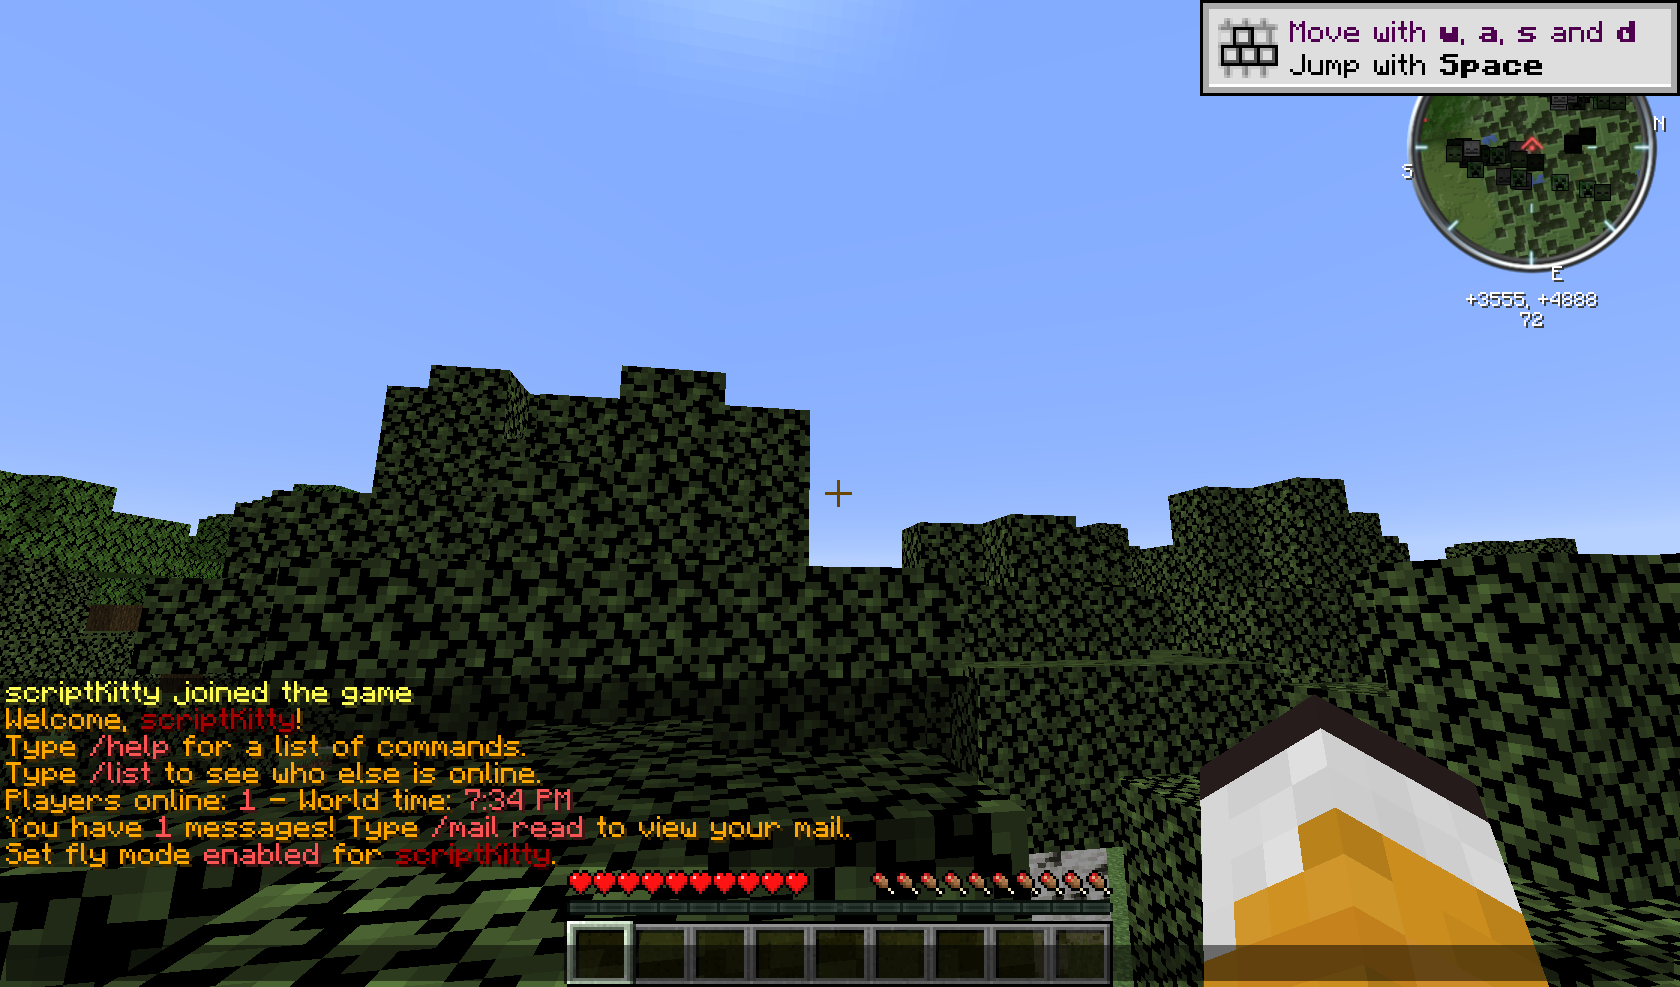 Move with w, a, s and d
Jump with Space
N
S
E
+3555, +4888
72
scriptKitty joined the game
Welcome, scriptKitty!
Type /help for a list of commands.
Type /list to see who else is online.
Players online: 1 – World time: 7:34 PM
You have 1 messages! Type /mail read to view your mail.
Set fly mode enabled for scriptKitty.